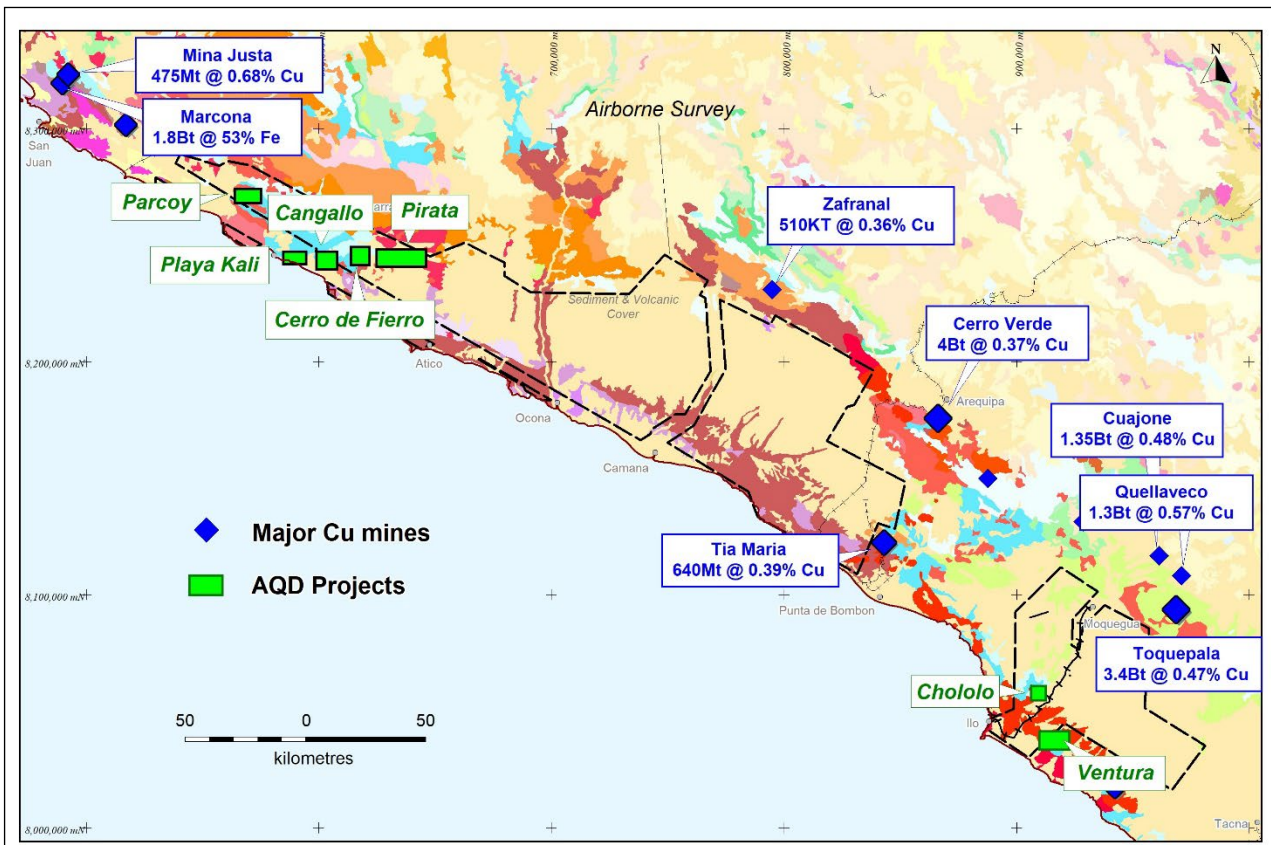 Mina Justa
475Mt @ 0.68% Cu
Marcona
1.8Bt @ 53% Fe
700,000 mE
800,000 mE
900,000 mE
N
Airborne Survey
8,300,000 mN
San
Juan
Parcoy
Cangallo
Pirata
Playa Kali
Cerro de Fierro
Zafranal
510KT @ 0.36% Cu
Sediment & Volcanic
Cover
Cerro Verde
4Bt @ 0.37% Cu
8,200,000 mN
Atico
Arequipa
Ocona
Cuajone
1.35Bt @ 0.48% Cu
Camana
Quellaveco
1.3Bt @ 0.57% Cu
Major Cu mines
Tia Maria
640Mt @ 0.39% Cu
AQD Projects
8,100,000 mN
Punta de Bombon
Moquegua
Toquepala
3.4Bt @ 0.47% Cu
Chololo
Ilo
50
0
50
kilometres
Ventura
8,000,000 mN
Tacna